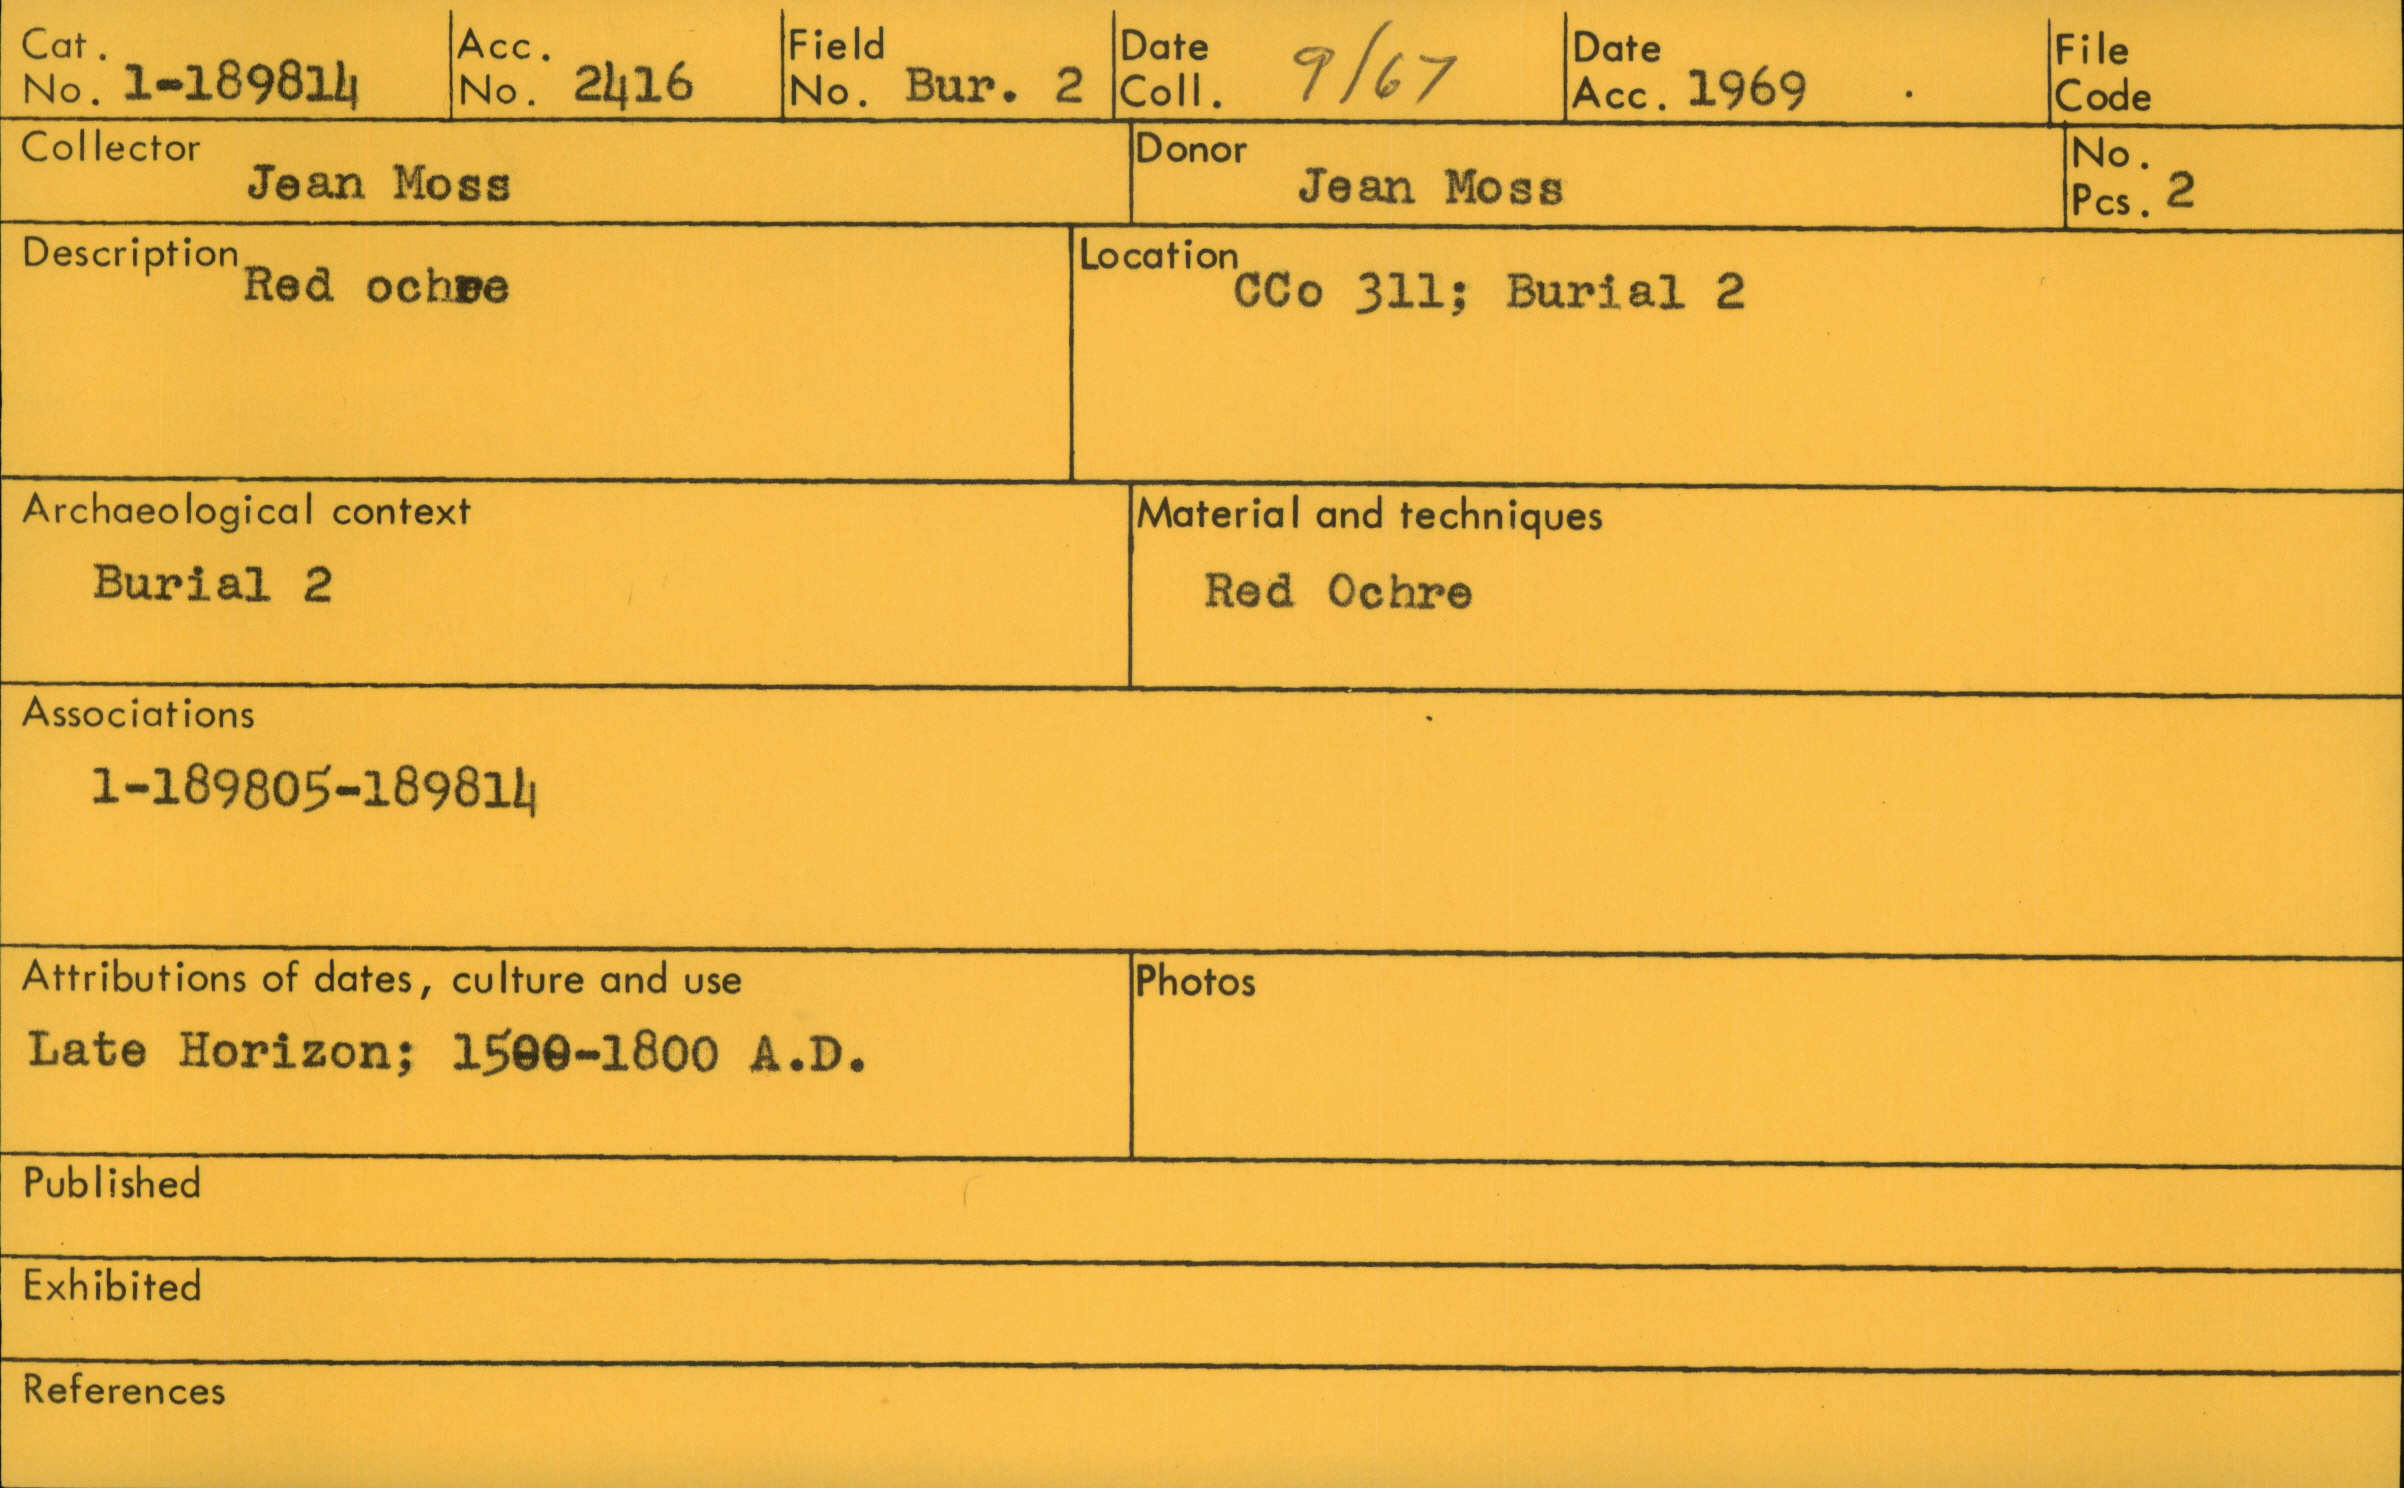 Cat. No. 1-189814 Acc. No. 2416 Field No. Bur. 2 Date Coll. 9/67 Date Acc. 1969 File Code
Collector Jean Moss Donor Jean Moss No. Pcs. 2
Description Red ochre Location CCo 311; Burial 2
Archaeological context Material and techniques
Burial 2 Red Ochre
Associations
1-189805-189814
Attributions of dates, culture and use Photos
Late Horizon; 1500-1800 A.D.
Published
Exhibited
References